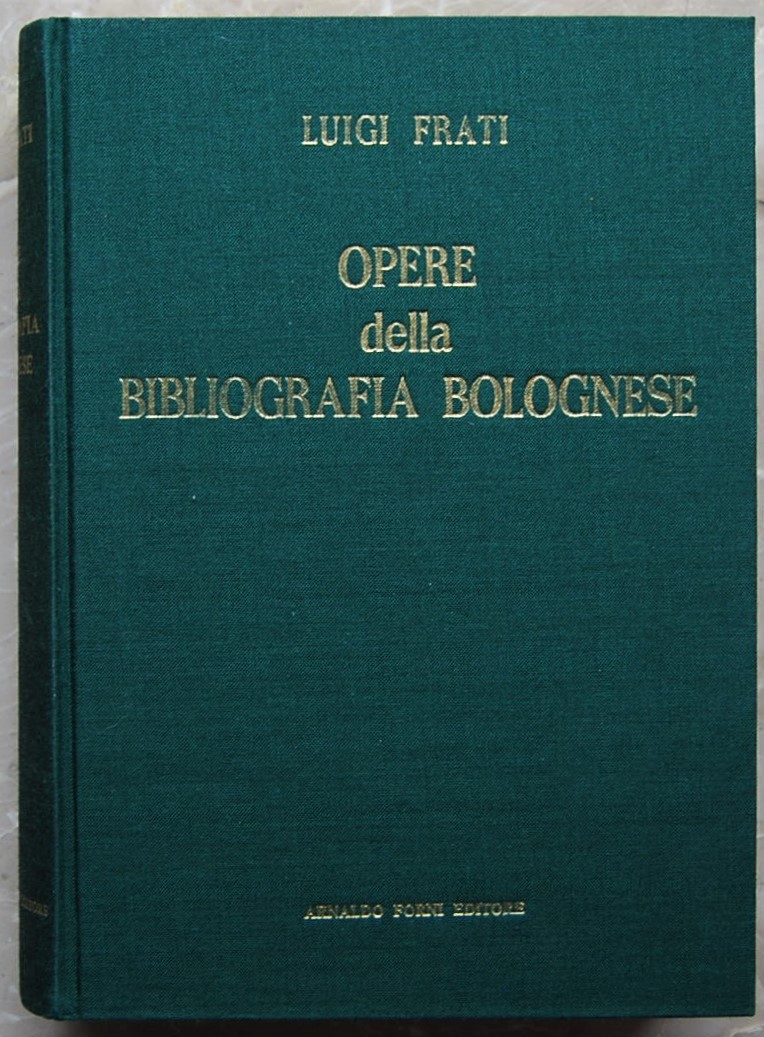 LUIGI FRATI
OPERE
della
BIBLIOGRAFIA BOLOGNESE
ARNALDO FORNI EDITORE